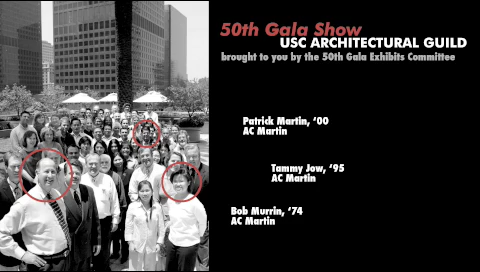 50th Gala Show
USC ARCHITECTURAL GUILD
brought to you by the 50th Gala Exhibits Committee
Patrick Martin, ‘00
AC Martin
Tammy Jow, ‘95
AC Martin
Bob Murrin, ‘74
AC Martin